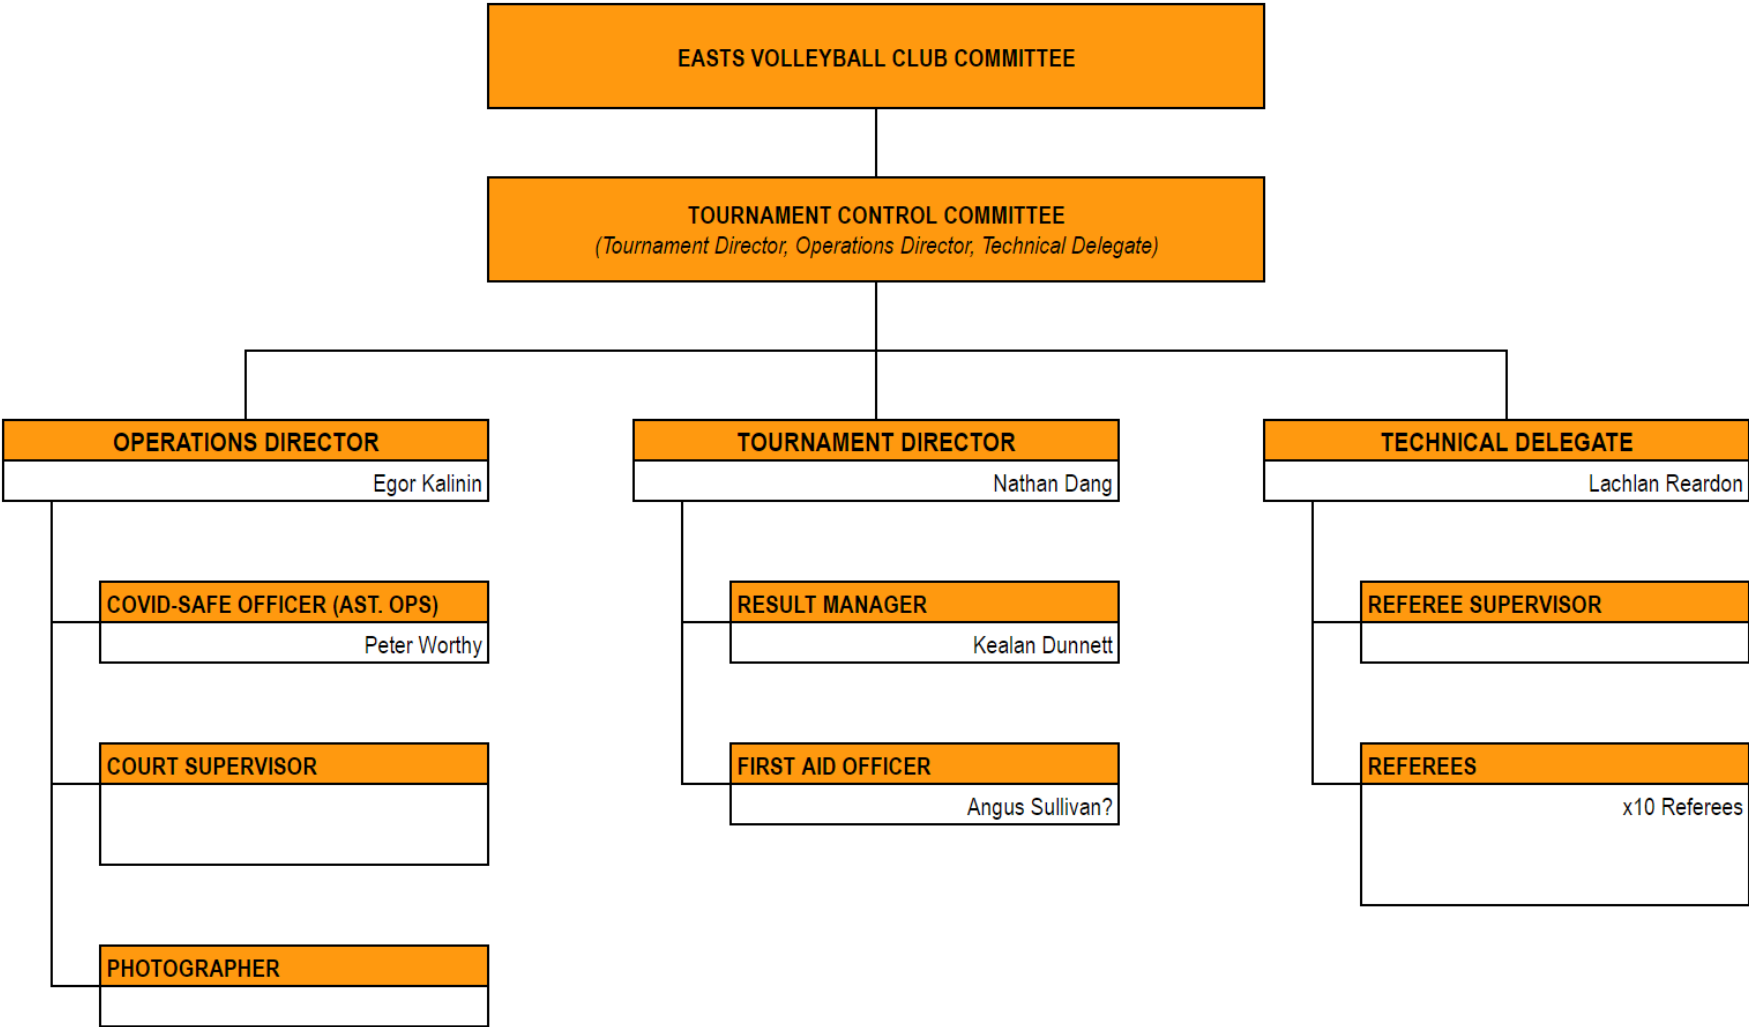 EASTS VOLLEYBALL CLUB COMMITTEE
TOURNAMENT CONTROL COMMITTEE
(Tournament Director, Operations Director, Technical Delegate)
OPERATIONS DIRECTOR
Egor Kalinin
COVID-SAFE OFFICER (AST. OPS)
Peter Worthy
COURT SUPERVISOR
PHOTOGRAPHER
TOURNAMENT DIRECTOR
Nathan Dang
RESULT MANAGER
Kealan Dunnett
FIRST AID OFFICER
Angus Sullivan?
TECHNICAL DELEGATE
Lachlan Reardon
REFEREE SUPERVISOR
REFEREES
x10 Referees